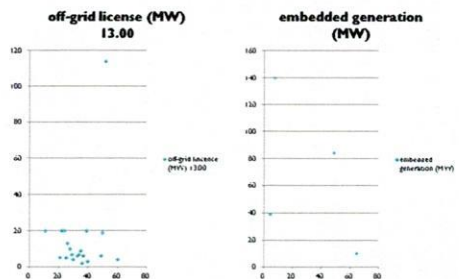 off-grid license (MW)
13.00
120
100
80
60
40
20
0
0 20 40 60 80
off-grid licence
(MW) 13.00
embedded generation
(MW)
160
140
120
100
80
60
40
20
0
0 20 40 60 80
embedded
generation (MW)